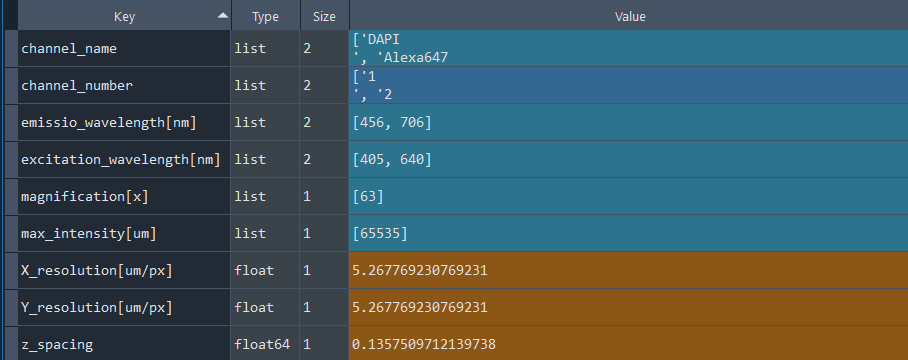 Key Type Size Value
channel_name list 2 ['DAPI
', 'Alexa647
channel_number list 2 ['1
', '2
emissio_wavelength[nm] list 2 [456, 706]
excitation_wavelength[nm] list 2 [405, 640]
magnification[x] list 1 [63]
max_intensity[um] list 1 [65535]
X_resolution[um/px] float 1 5.267769230769231
Y_resolution[um/px] float 1 5.267769230769231
z_spacing float64 1 0.1357509712139738